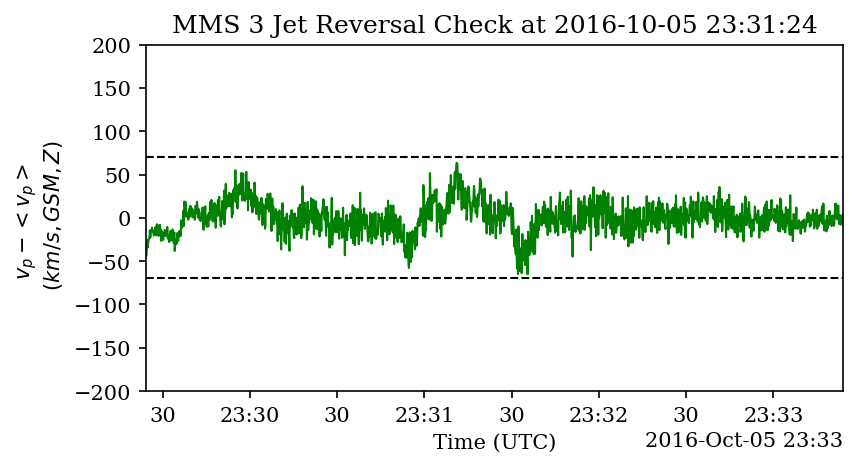 MMS 3 Jet Reversal Check at 2016-10-05 23:31:24
v_p − < v_p >
(km/s, GSM, Z)
200
150
100
50
0
−50
−100
−150
−200
30 23:30 30 23:31 30 23:32 30 23:33
Time (UTC)
2016-Oct-05 23:33